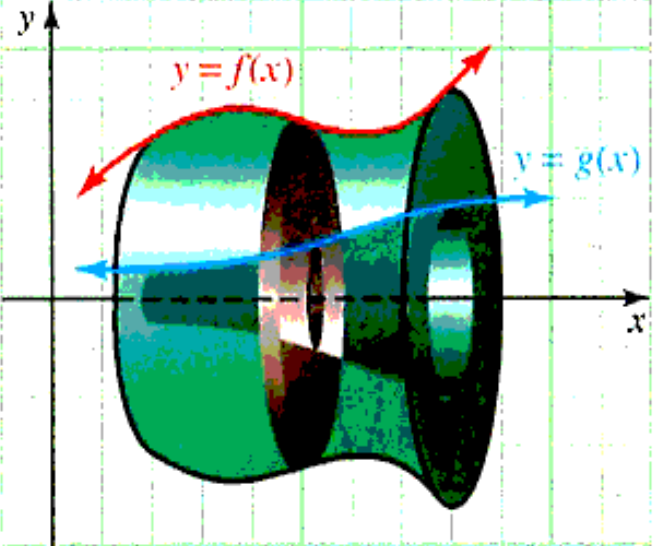 y
y = f(x)
y = g(x)
x